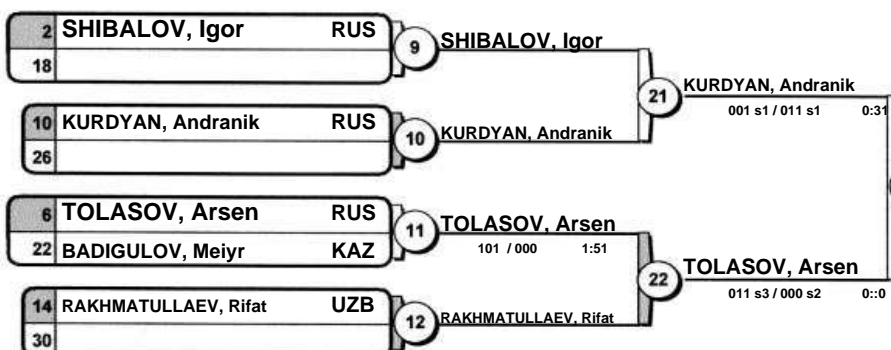 2 SHIBALOV, Igor RUS
18
9 SHIBALOV, Igor
21 KURDYAN, Andranik
001 s1 / 011 s1 0:31
10 KURDYAN, Andranik RUS
26
10 KURDYAN, Andranik
6 TOLASOV, Arsen RUS
22 BADIGULOV, Meiyr KAZ
11 TOLASOV, Arsen
101 / 000 1:51
22 TOLASOV, Arsen
011 s3 / 000 s2 0::0
14 RAKHMATULLAEV, Rifat UZB
30
12 RAKHMATULLAEV, Rifat